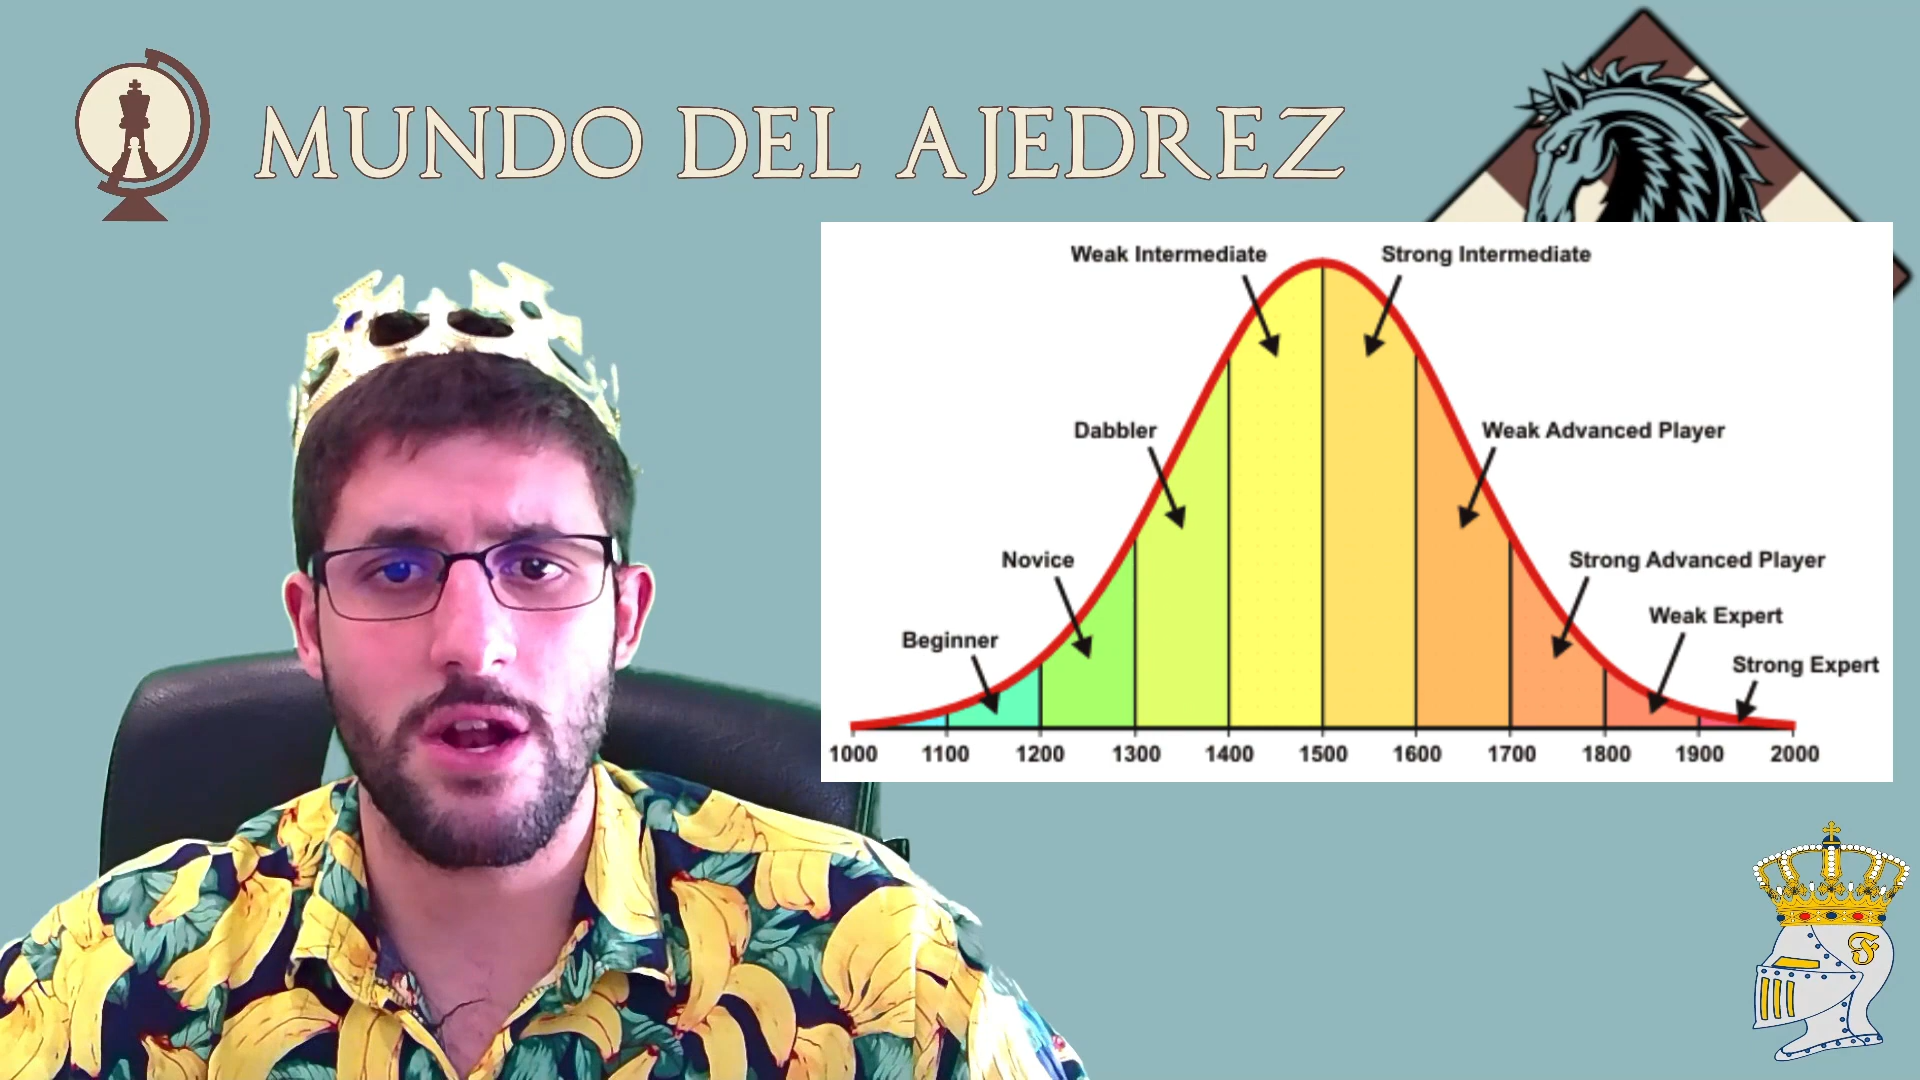 MUNDO DEL AJEDREZ
Weak Intermediate
Strong Intermediate
Dabbler
Weak Advanced Player
Novice
Strong Advanced Player
Beginner
Weak Expert
Strong Expert
1000 1100 1200 1300 1400 1500 1600 1700 1800 1900 2000
F